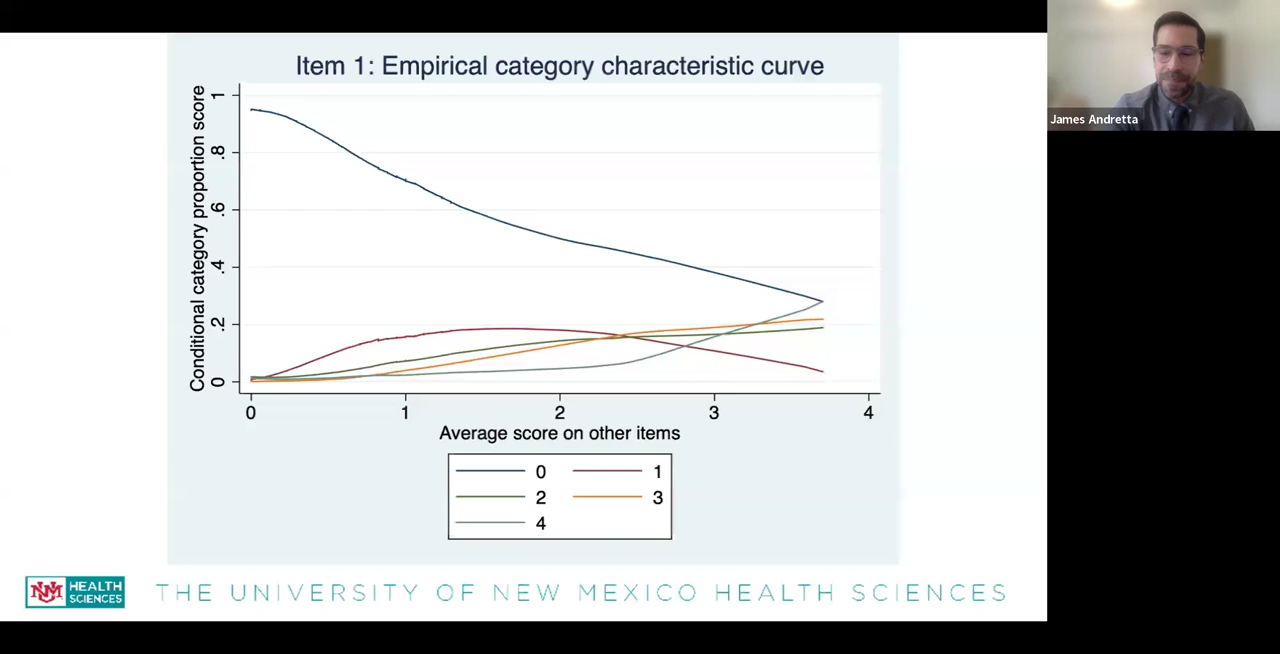 Item 1: Empirical category characteristic curve
James Andretta
Conditional category proportion score
1
.8
.6
.4
.2
0
0 1 2 3 4
Average score on other items
0 1
2 3
4
UNM HEALTH
SCIENCES
THE UNIVERSITY OF NEW MEXICO HEALTH SCIENCES